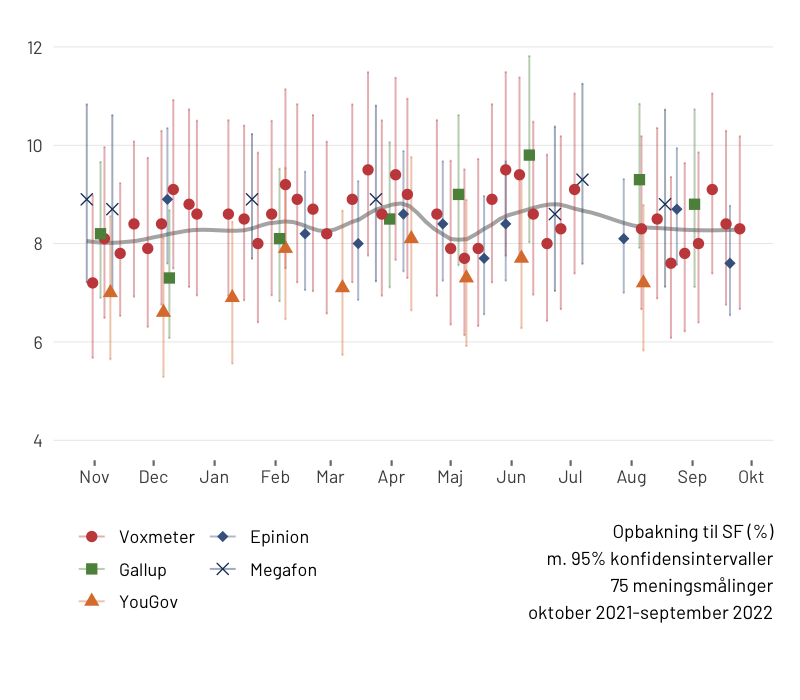 12
10
8
6
4
Nov Dec Jan Feb Mar Apr Maj Jun Jul Aug Sep Okt
Voxmeter Epinion
Gallup Megafon
YouGov
Opbakning til SF (%)
m. 95% konfidensintervaller
75 meningsmålinger
oktober 2021-september 2022